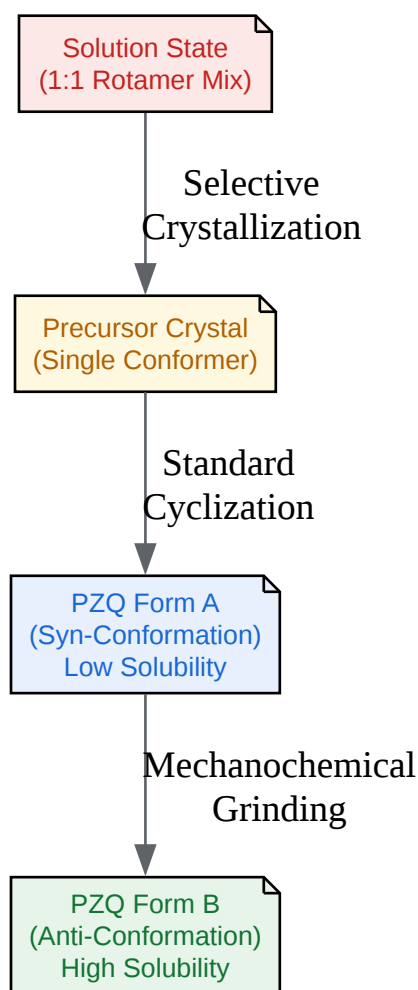 Solution State
(1:1 Rotamer Mix)
Selective
Crystallization
Precursor Crystal
(Single Conformer)
Standard
Cyclization
PZQ Form A
(Syn-Conformation)
Low Solubility
Mechanochemical
Grinding
PZQ Form B
(Anti-Conformation)
High Solubility